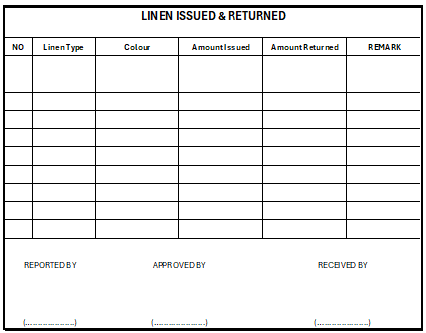 LINEN ISSUED & RETURNED
NO Linen Type Colour Amount Issued Amount Returned REMARK
REPORTED BY APPROVED BY RECEIVED BY
(....................) (....................) (....................)